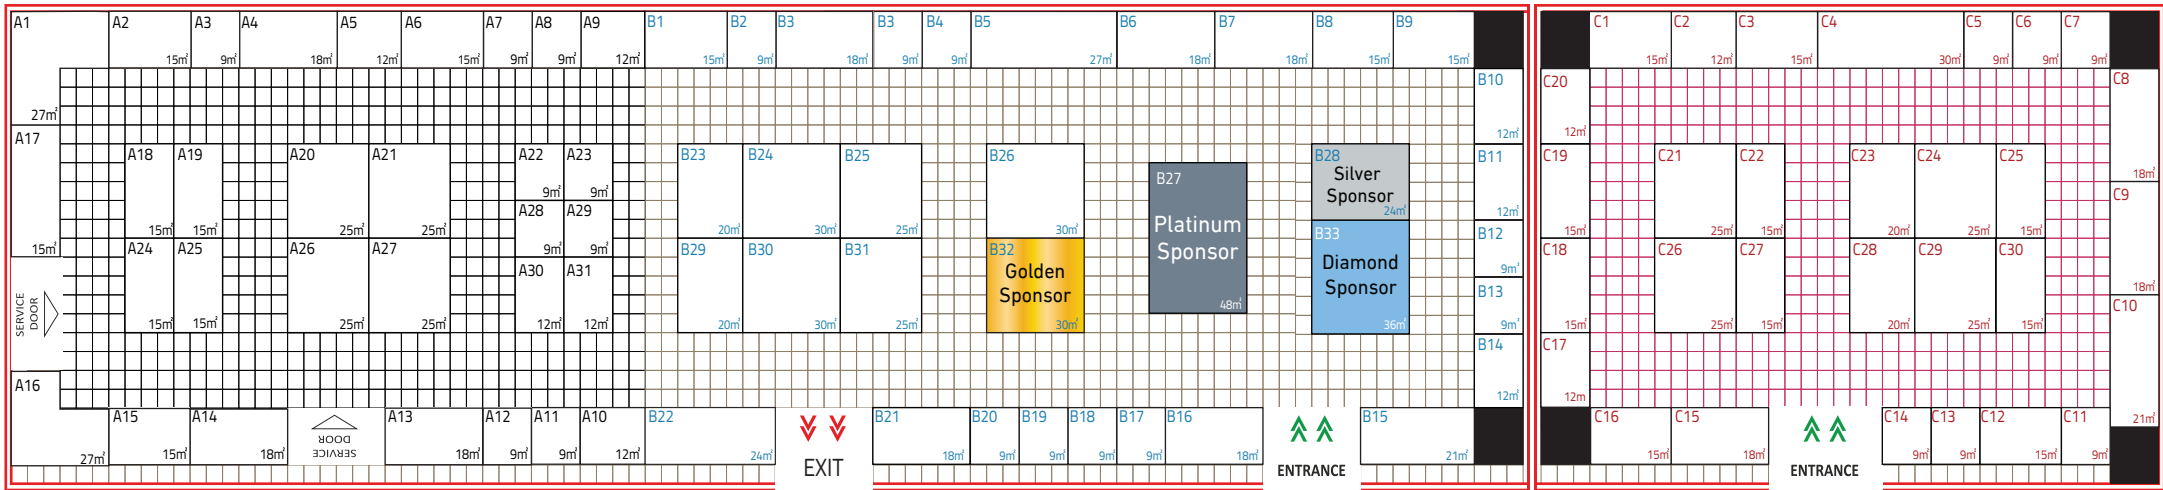 A1 A2 A3 A4 A5 A6 A7 A8 A9 B1 B2 B3 B3 B4 B5 B6 B7 B8 B9 C1 C2 C3 C4 C5 C6 C7
15m² 9m² 18m² 12m² 15m² 9m² 9m² 12m² 15m² 9m² 18m² 9m² 9m² 27m² 18m² 18m² 15m² 15m² 15m² 12m² 15m² 30m² 9m² 9m² 9m²
B10 C20 C8
27m²
A17 12m² 12m²
A18 A19 A20 A21 A22 A23 B23 B24 B25 B26 B28 B11 C19 C21 C22 C23 C24 C25
Silver
Sponsor
B27
9m² 9m² 18m²
A28 A29 24m² 12m² C9
Platinum
Sponsor
15m² 15m² 25m² 25m² 20m² 30m² 25m² 30m² B33 B12 15m² 25m² 15m² 20m² 25m² 15m²
15m² A24 A25 A26 A27 9m² 9m² B29 B30 B31 B32 C18 C26 C27 C28 C29 C30
Golden
Sponsor
Diamond
Sponsor
A30 A31 9m²
B13 18m²
SERVICE
DOOR
48m² C10
15m² 15m² 25m² 25m² 12m² 12m² 20m² 30m² 25m² 30m² 36m² 9m² 15m² 25m² 15m² 20m² 25m² 15m²
B14 C17
A16
12m² 12m
A15 A14 A13 A12 A11 A10 B22 B21 B20 B19 B18 B17 B16 B15 C16 C15 C14 C13 C12 C11 21m²
SERVICE
DOOR
27m² 15m² 18m² 18m² 9m² 9m² 12m² 24m² 18m² 9m² 9m² 9m² 9m² 18m² 21m² 15m² 18m² 9m² 9m² 15m² 9m²
EXIT ENTRANCE ENTRANCE